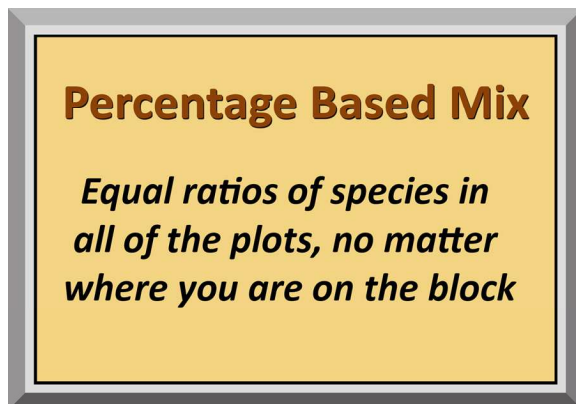 Percentage Based Mix
Equal ratios of species in
all of the plots, no matter
where you are on the block